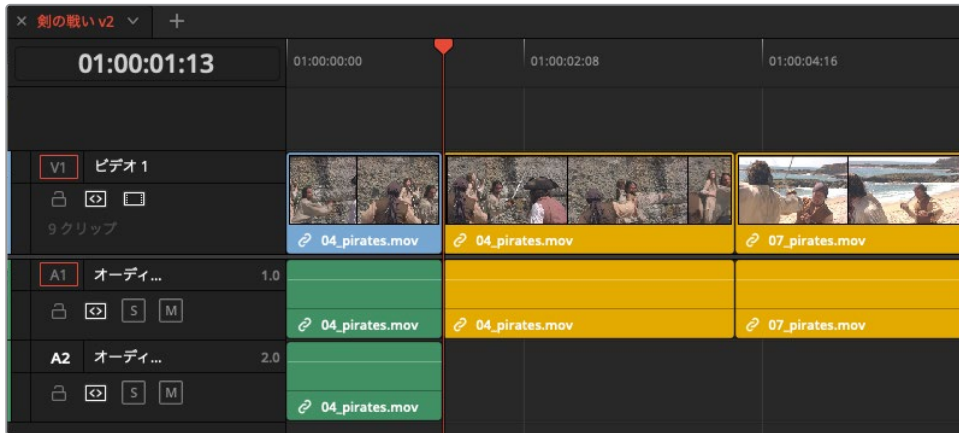 × 剣の戦い v2
01:00:01:13
01:00:00:00
01:00:02:08
01:00:04:16
V1 ビデオ 1
9 クリップ
04_pirates.mov
04_pirates.mov
07_pirates.mov
A1 オーディ... 1.0
S M
04_pirates.mov
04_pirates.mov
07_pirates.mov
A2 オーディ... 2.0
S M
04_pirates.mov